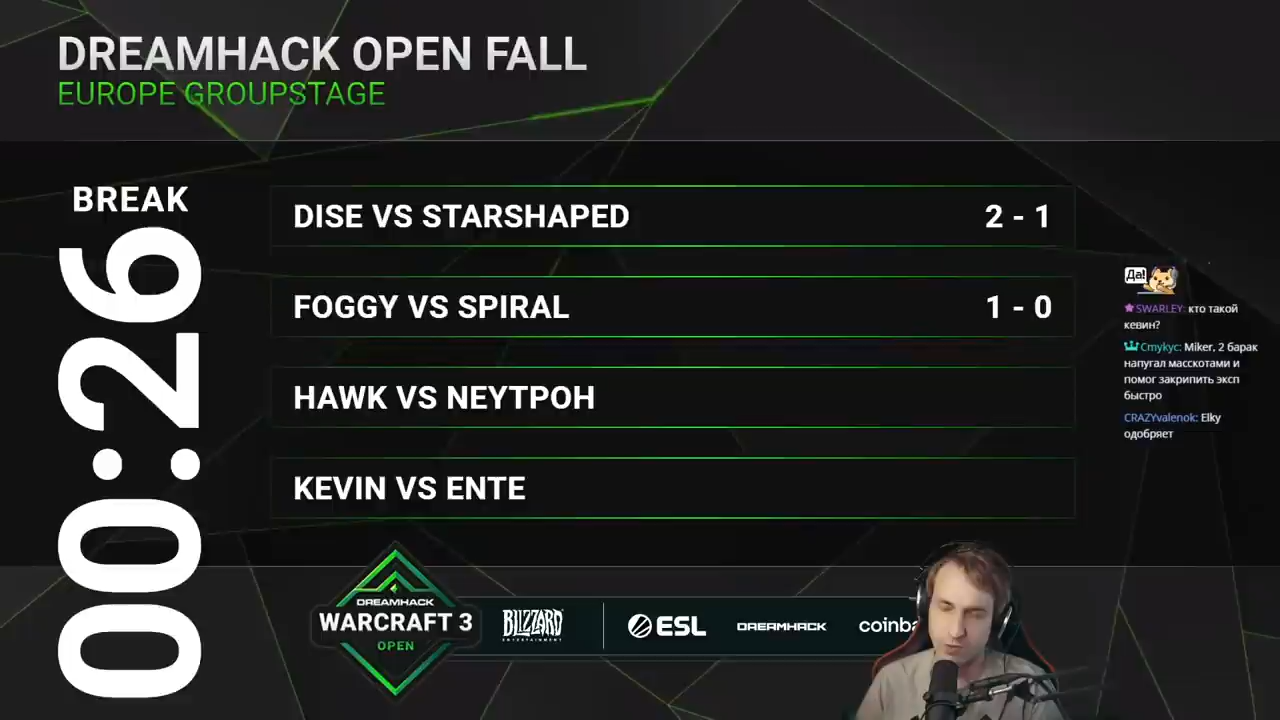 DREAMHACK OPEN FALL
EUROPE GROUPSTAGE
BREAK
00:26
DISE VS STARSHAPED 2 - 1
FOGGY VS SPIRAL 1 - 0
HAWK VS NEYTPOH
KEVIN VS ENTE
Да!
SWARLEY: кто такой
кевин?
Cmykyc: Miker, 2 барак
напугал масскотами и
помог закрипить эксп
быстро
CRAZYvalenok: Elky
одобряет
DREAMHACK
WARCRAFT 3
OPEN
BLIZZARD
ENTERTAINMENT
ESL
DREAMHACK
coinba